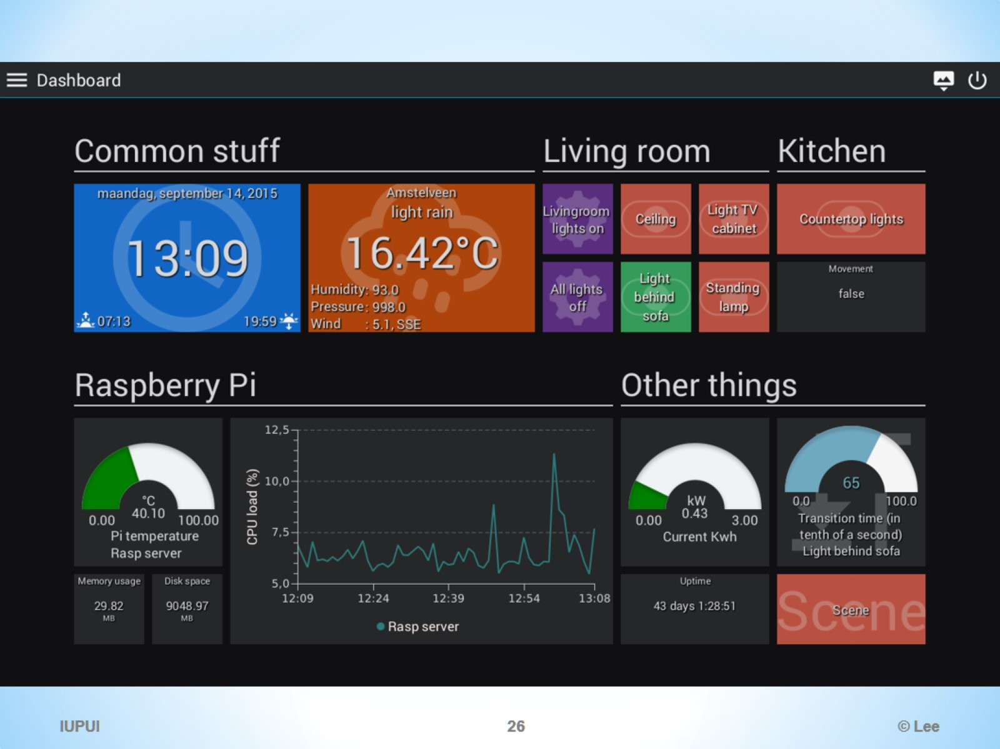 Dashboard
Common stuff
maandag, september 14, 2015
13:09
07:13
19:59
Amstelveen
light rain
16.42°C
Humidity: 93.0
Pressure: 998.0
Wind : 5.1, SSE
Living room
Livingroom
lights on
Ceiling
Light TV
cabinet
All lights
off
Light
behind
sofa
Standing
lamp
Kitchen
Countertop lights
Movement
false
Raspberry Pi
°C
40.10
0.00
100.00
Pi temperature
Rasp server
Memory usage
29.82
MB
Disk space
9048.97
MB
CPU load (%)
12,5
10,0
7,5
5,0
12:09
12:24
12:39
12:54
13:08
Rasp server
Other things
kW
0.43
0.00
3.00
Current Kwh
65
0.0
100.0
Transition time (in
tenth of a second)
Light behind sofa
Uptime
43 days 1:28:51
Scene
Scene
IUPUI
26
© Lee